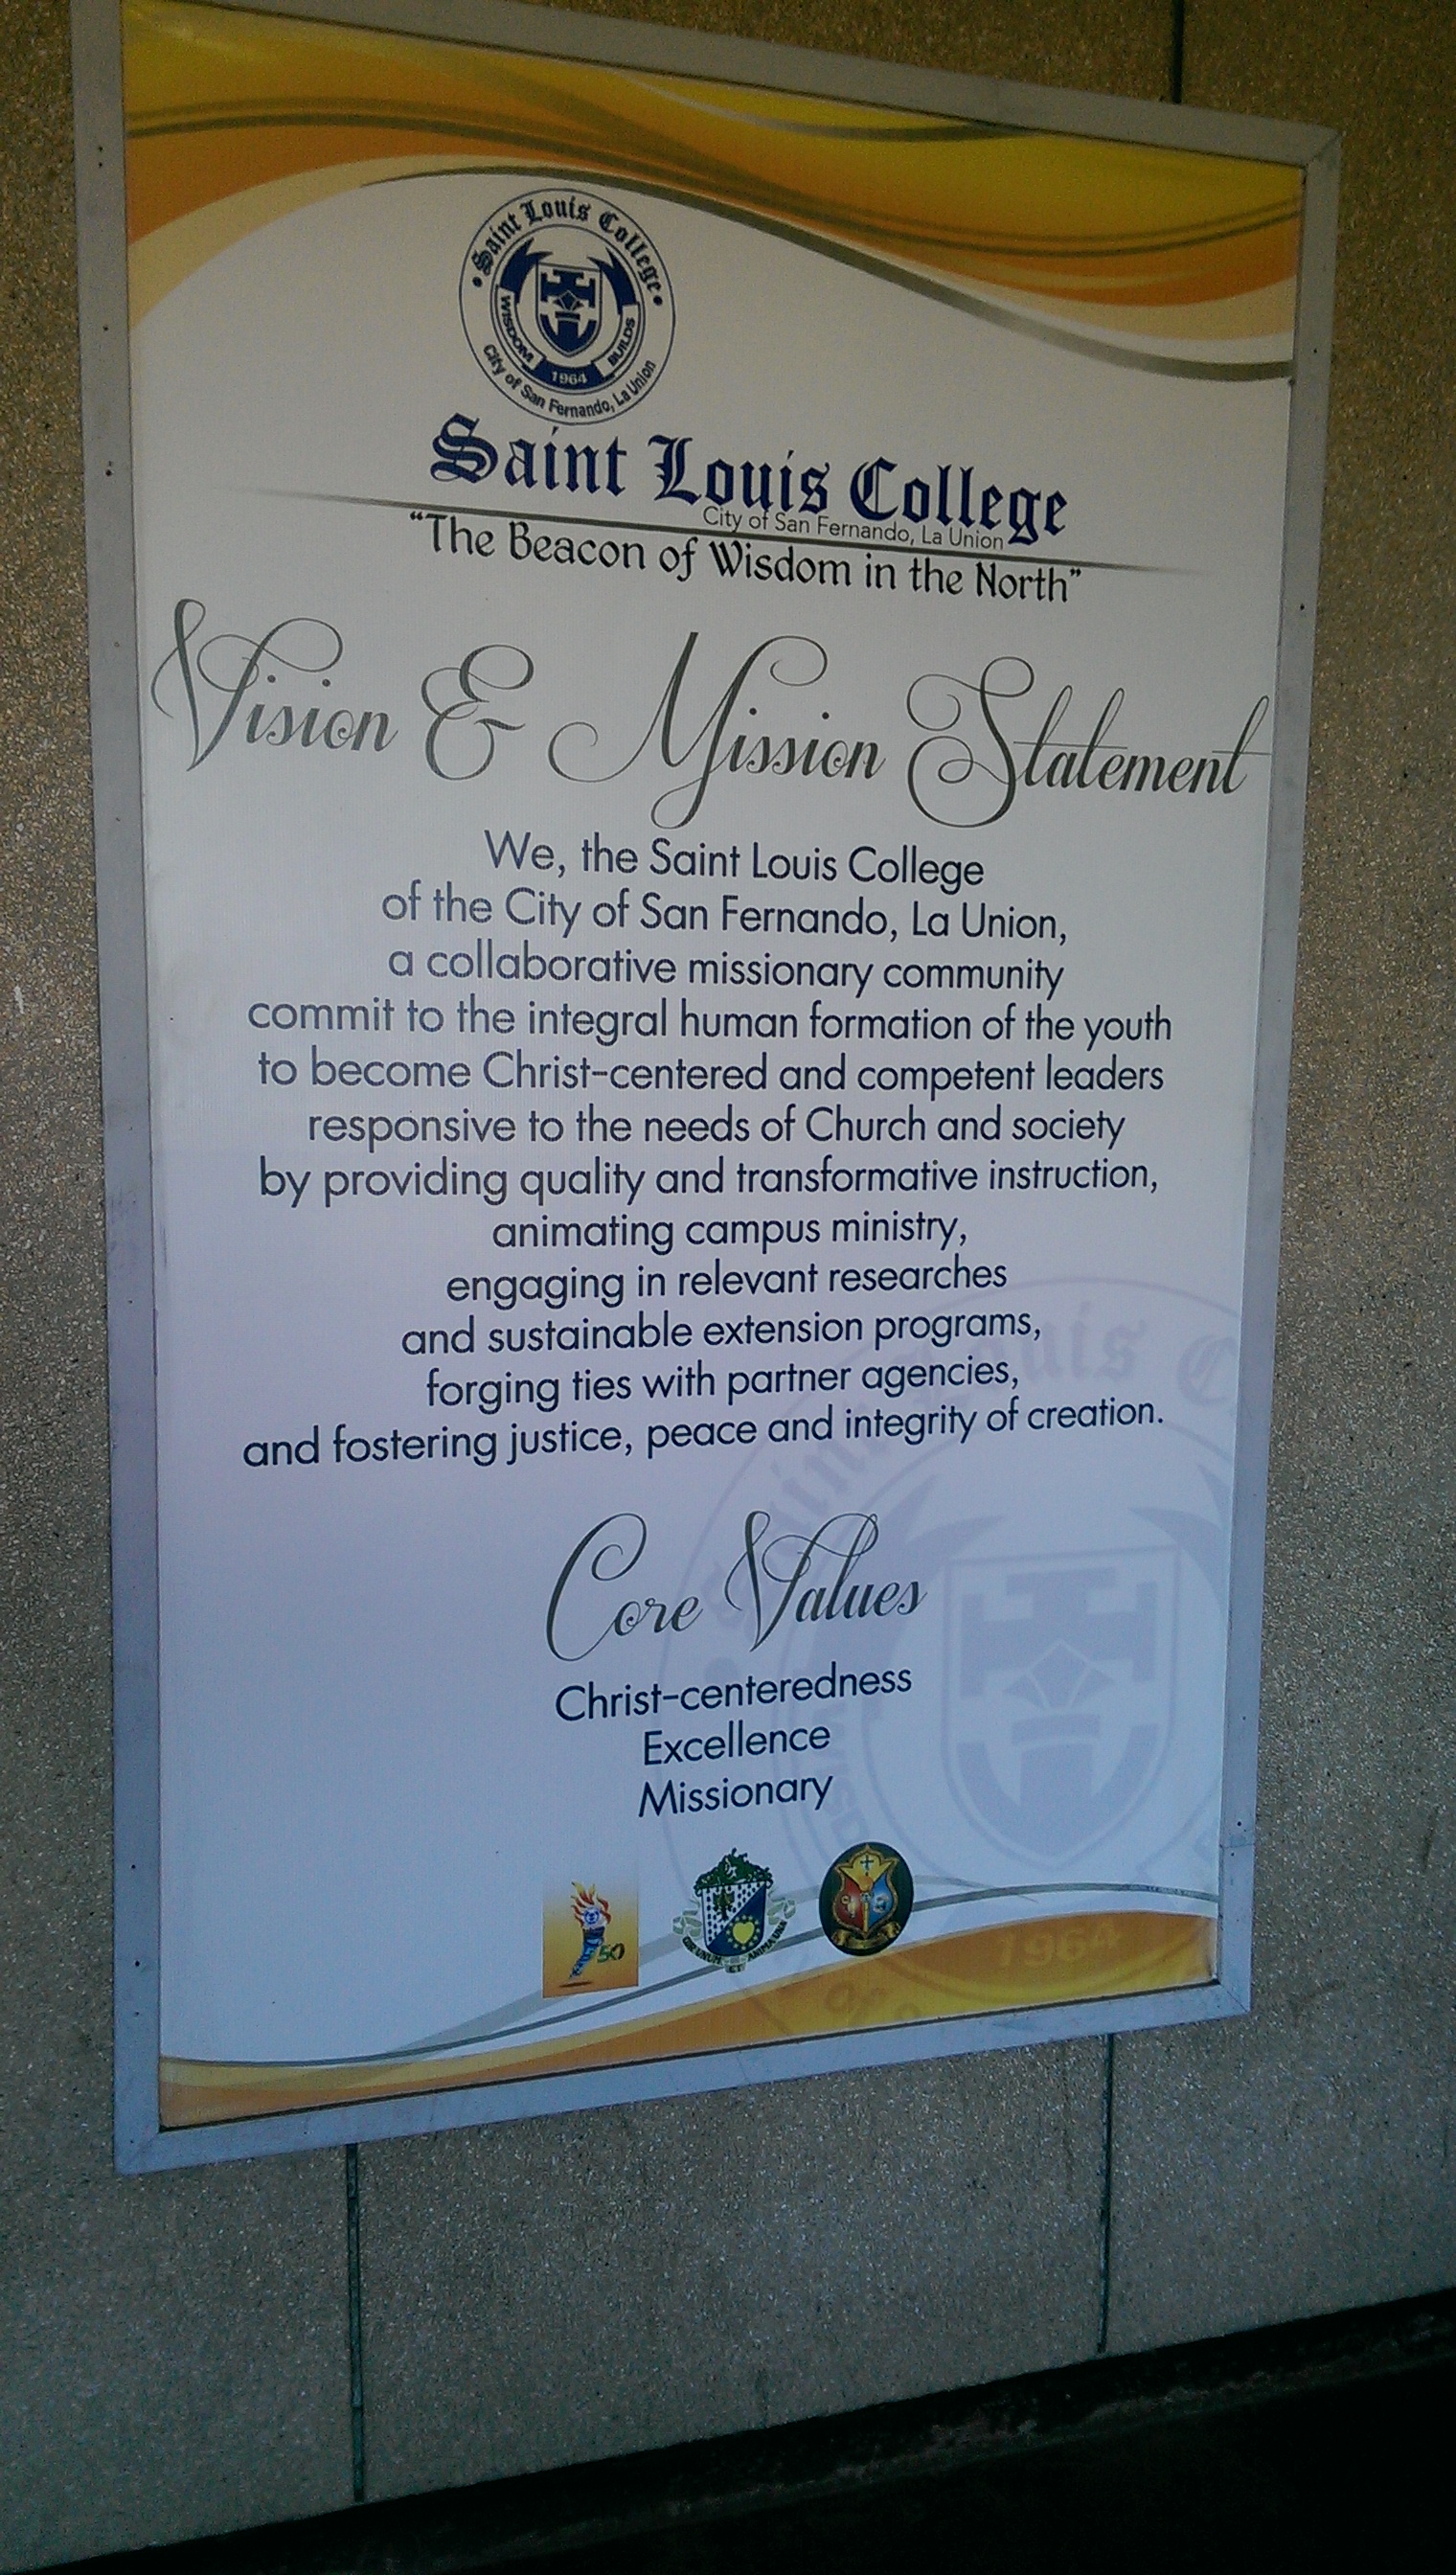 Saint Louis College
WISDOM BUILDS
1964
City of San Fernando, La Union
Saint Louis College
City of San Fernando, La Union
"The Beacon of Wisdom in the North"
Vision & Mission Statement
We, the Saint Louis College
of the City of San Fernando, La Union,
a collaborative missionary community
commit to the integral human formation of the youth
to become Christ-centered and competent leaders
responsive to the needs of Church and society
by providing quality and transformative instruction,
animating campus ministry,
engaging in relevant researches
and sustainable extension programs,
forging ties with partner agencies,
and fostering justice, peace and integrity of creation.
Core Values
Christ-centeredness
Excellence
Missionary
50
COR UNUM ET ANIMA UNA
1964